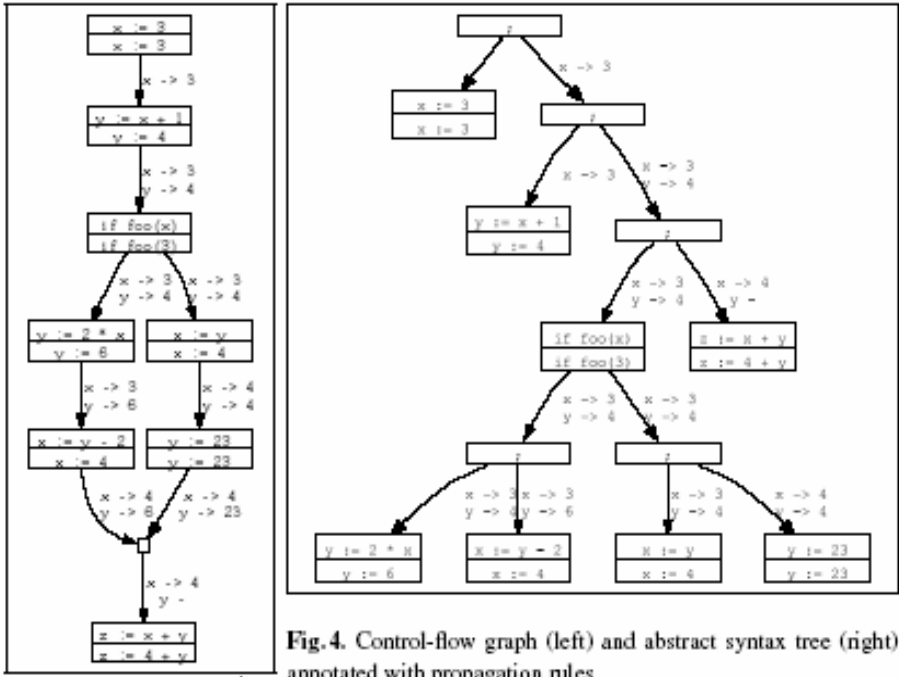 x := 3
x := 3
x -> 3
y := x + 1
y := 4
x -> 3
y -> 4
if foo(x)
if foo(3)
x -> 3
y -> 4
x -> 3
y -> 4
y := 2 * x
y := 6
x := y
x := 4
x -> 3
y -> 6
x -> 4
y -> 4
x := y - 2
x := 4
y := 23
y := 23
x -> 4
y -> 6
x -> 4
y -> 23
x -> 4
y -
z := x + y
z := 4 + y
;
x -> 3
x := 3
x := 3
;
x -> 3
x -> 3
y -> 4
y := x + 1
y := 4
;
x -> 3
y -> 4
x -> 4
y -
if foo(x)
if foo(3)
z := x + y
z := 4 + y
x -> 3
y -> 4
x -> 3
y -> 4
;
;
x -> 3
y -> 4
x -> 3
y -> 6
x -> 3
y -> 4
x -> 4
y -> 4
y := 2 * x
y := 6
x := y - 2
x := 4
x := y
x := 4
y := 23
y := 23
Fig. 4. Control-flow graph (left) and abstract syntax tree (right)
annotated with propagation rules